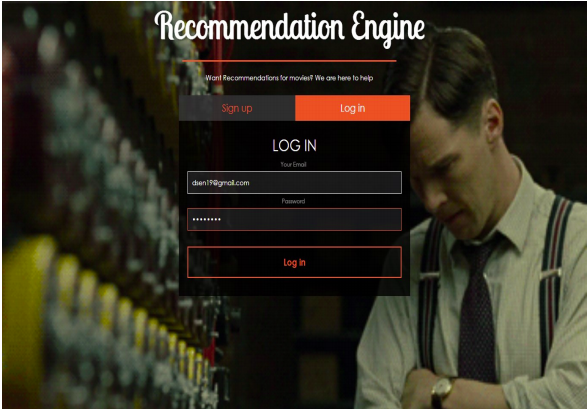 Recommendation Engine
Want Recommendations for movies? We are here to help
Sign up
Log in
LOG IN
Your Email
dsen19@gmail.com
Password
••••••••
Log in